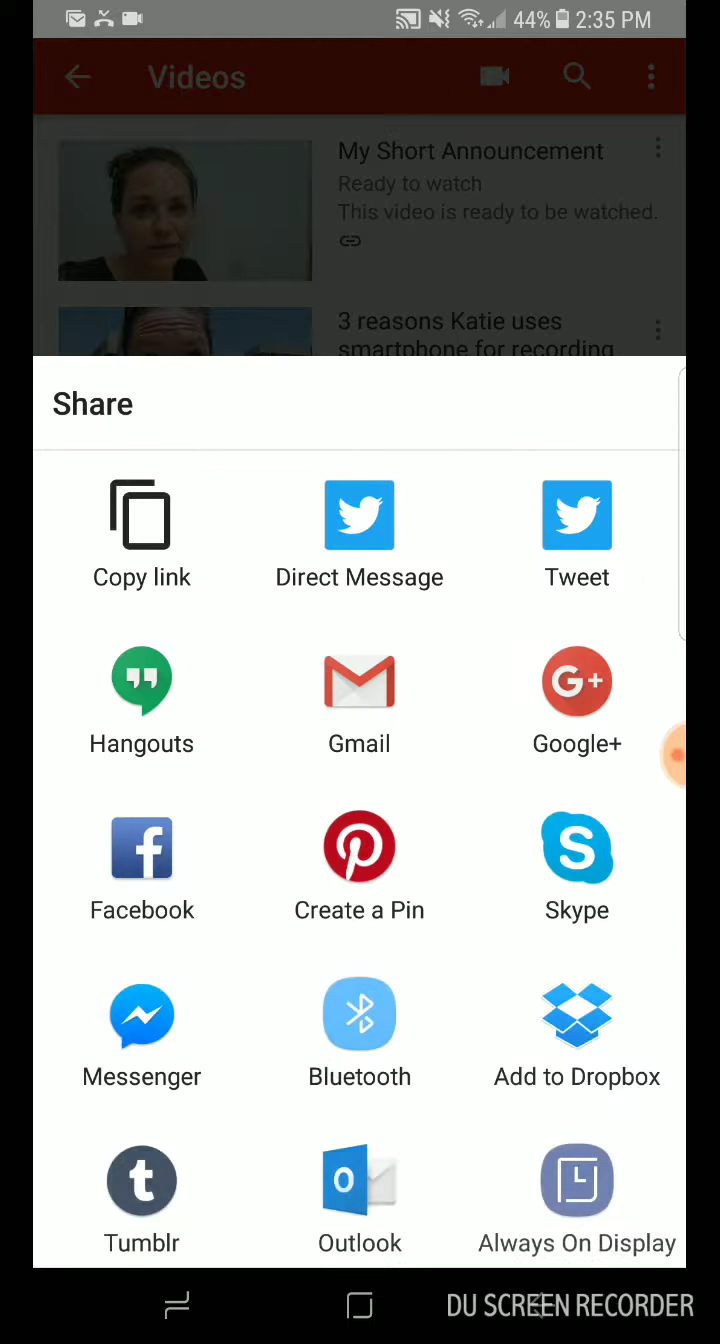 44% 2:35 PM
Videos
My Short Announcement
Ready to watch
This video is ready to be watched.
3 reasons Katie uses
smartphone for recording
Share
Copy link
Direct Message
Tweet
Hangouts
Gmail
G+
Google+
f
Facebook
Create a Pin
S
Skype
Messenger
Bluetooth
Add to Dropbox
t
Tumblr
O
Outlook
Always On Display
DU SCREEN RECORDER